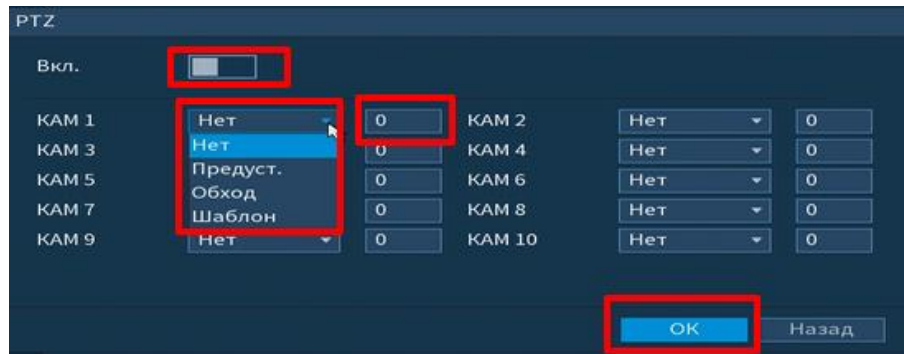 PTZ
Вкл.
КАМ 1 Нет 0 КАМ 2 Нет 0
КАМ 3 Нет 0 КАМ 4 Нет 0
КАМ 5 Предуст. 0 КАМ 6 Нет 0
Обход
КАМ 7 Шаблон 0 КАМ 8 Нет 0
КАМ 9 Нет 0 КАМ 10 Нет 0
ОК Назад